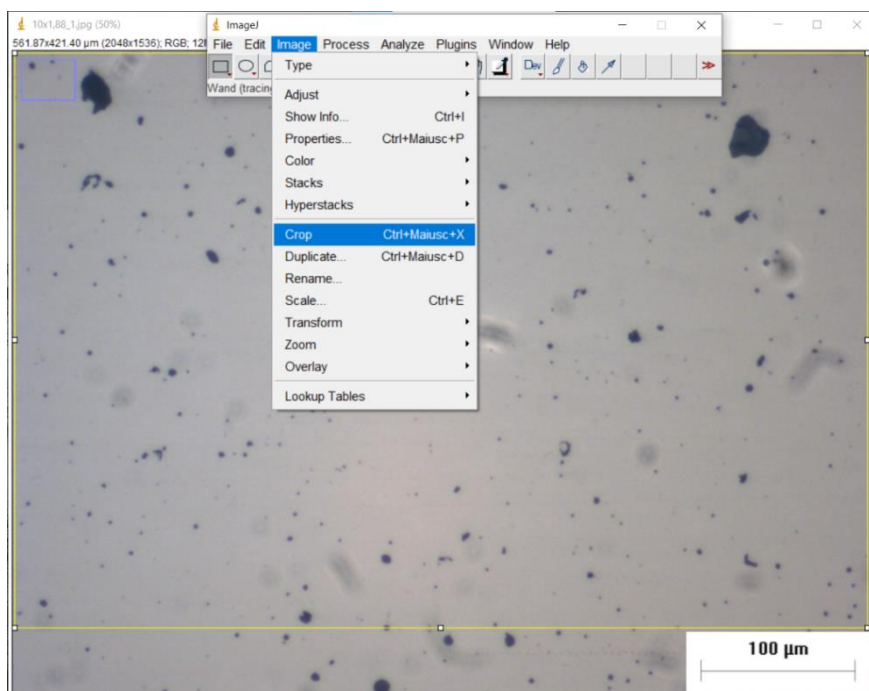 10x1,88_1.jpg (50%)
ImageJ
561.87x421.40 µm (2048x1536); RGB; 12
File Edit Image Process Analyze Plugins Window Help
Dev
Wand (tracing
Type
Adjust
Show Info... Ctrl+I
Properties... Ctrl+Maiusc+P
Color
Stacks
Hyperstacks
Crop Ctrl+Maiusc+X
Duplicate... Ctrl+Maiusc+D
Rename...
Scale... Ctrl+E
Transform
Zoom
Overlay
Lookup Tables
100 µm